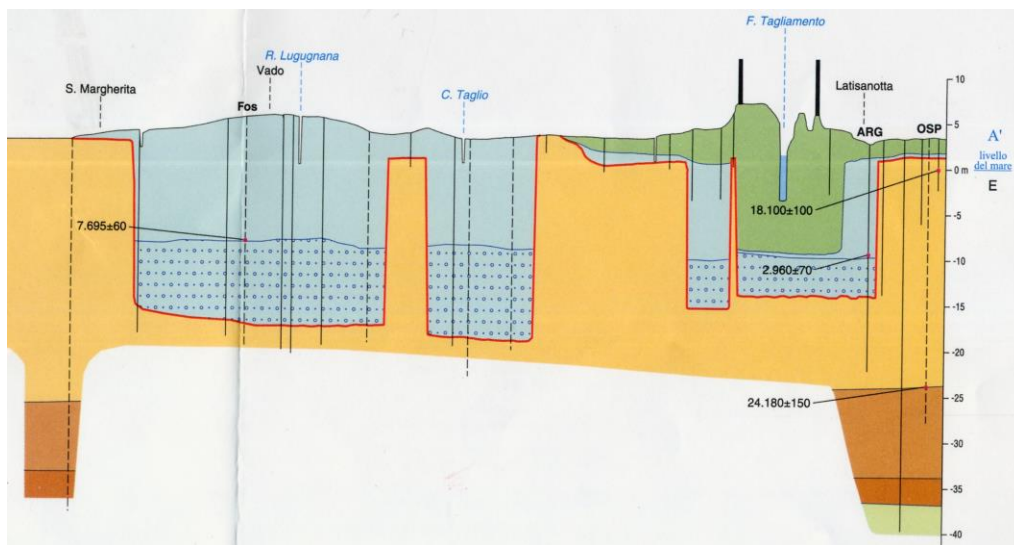 F. Tagliamento
R. Lugugnana
Vado
S. Margherita
Fos
C. Taglio
Latisanotta
ARG
OSP
10
5
0 m
-5
-10
-15
-20
-25
-30
-35
-40
A'
livello
del mare
E
7.695±60
18.100±100
2.960±70
24.180±150